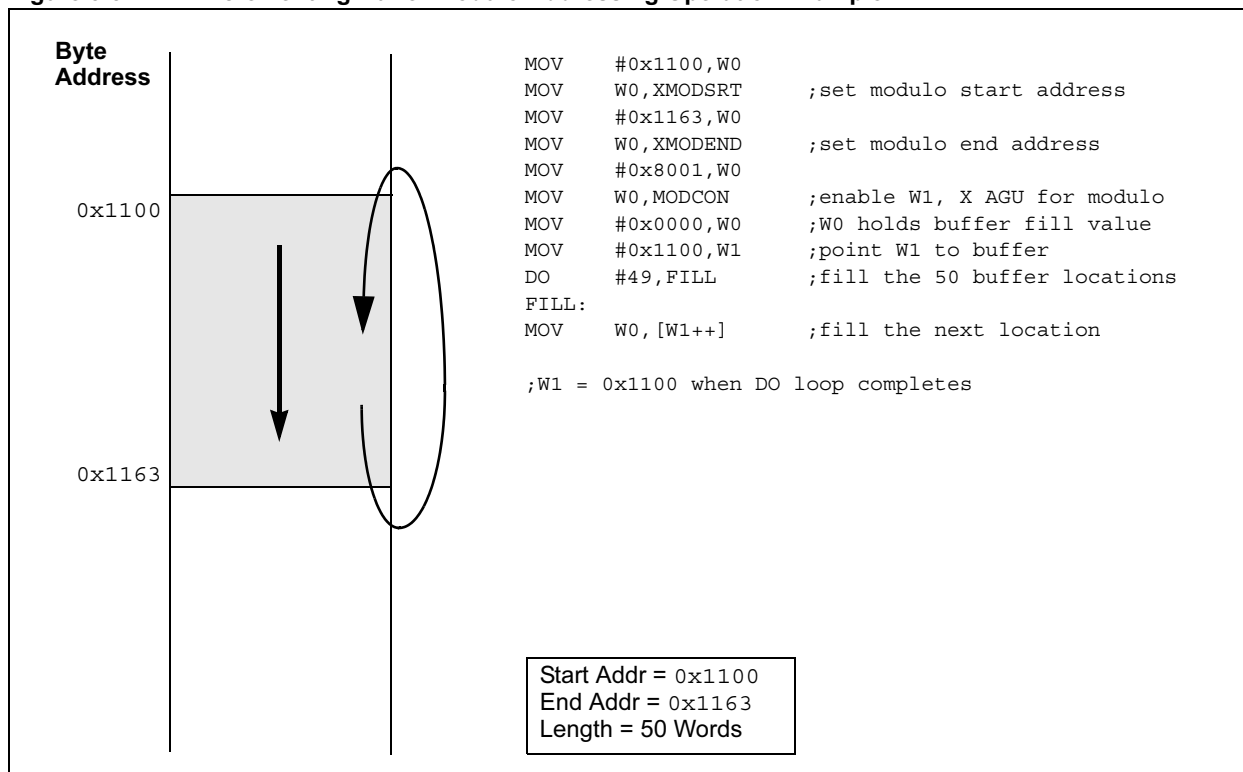 Byte
Address
0x1100
0x1163
MOV #0x1100,W0
MOV W0,XMODSRT ;set modulo start address
MOV #0x1163,W0
MOV W0,XMODEND ;set modulo end address
MOV #0x8001,W0
MOV W0,MODCON ;enable W1, X AGU for modulo
MOV #0x0000,W0 ;W0 holds buffer fill value
MOV #0x1100,W1 ;point W1 to buffer
DO #49,FILL ;fill the 50 buffer locations
FILL:
MOV W0,[W1++] ;fill the next location
;W1 = 0x1100 when DO loop completes
Start Addr = 0x1100
End Addr = 0x1163
Length = 50 Words